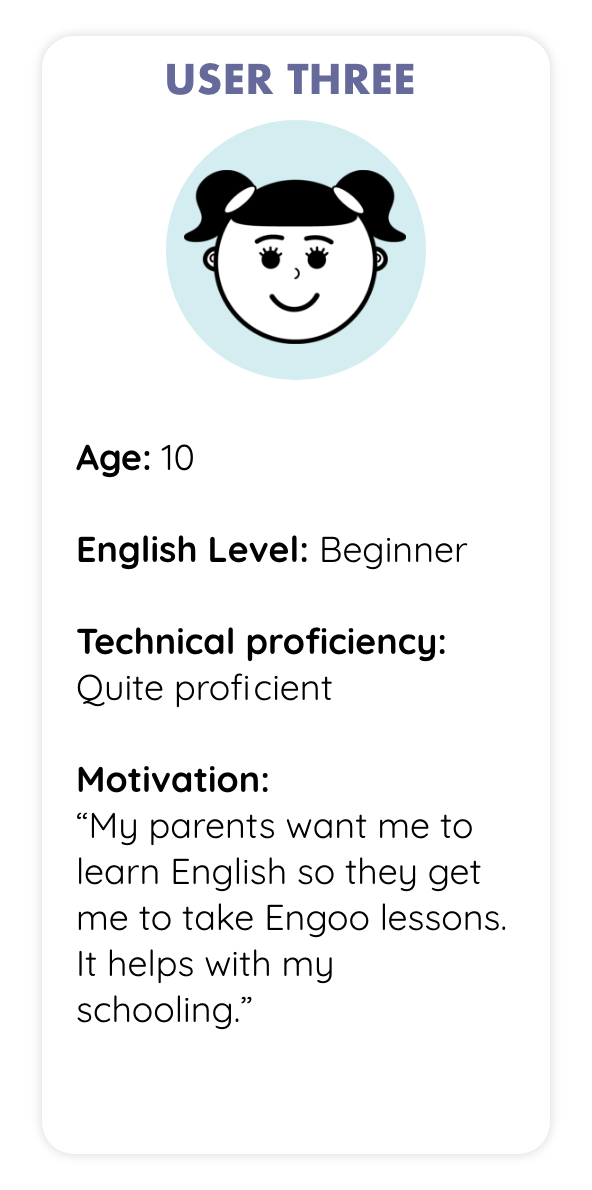 USER THREE
Age: 10
English Level: Beginner
Technical proficiency:
Quite proficient
Motivation:
“My parents want me to
learn English so they get
me to take Engoo lessons.
It helps with my
schooling.”